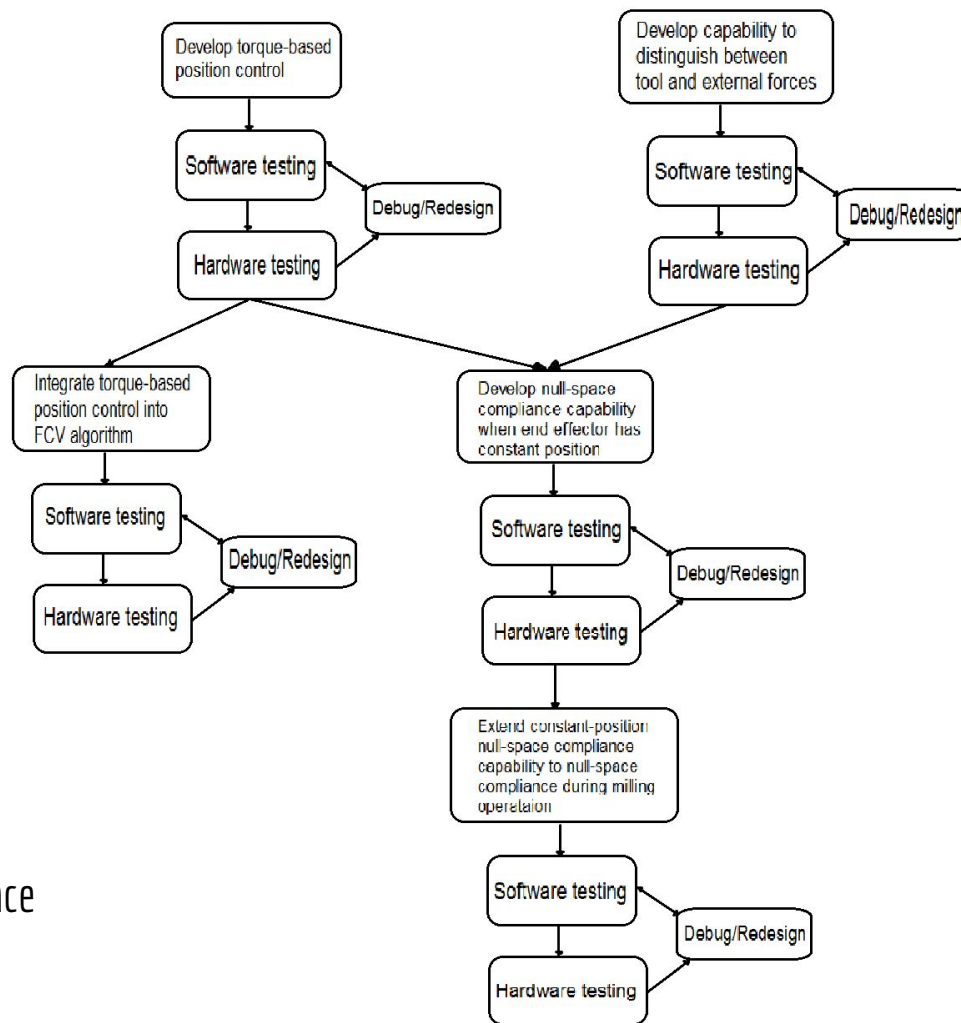 Develop torque-based
position control
Develop capability to
distinguish between
tool and external forces
Software testing
Debug/Redesign
Hardware testing
Software testing
Debug/Redesign
Hardware testing
Integrate torque-based
position control into
FCV algorithm
Software testing
Debug/Redesign
Hardware testing
Develop null-space
compliance capability
when end effector has
constant position
Software testing
Debug/Redesign
Hardware testing
Extend constant-position
null-space compliance
capability to null-space
compliance during milling
operataion
Software testing
Debug/Redesign
Hardware testing